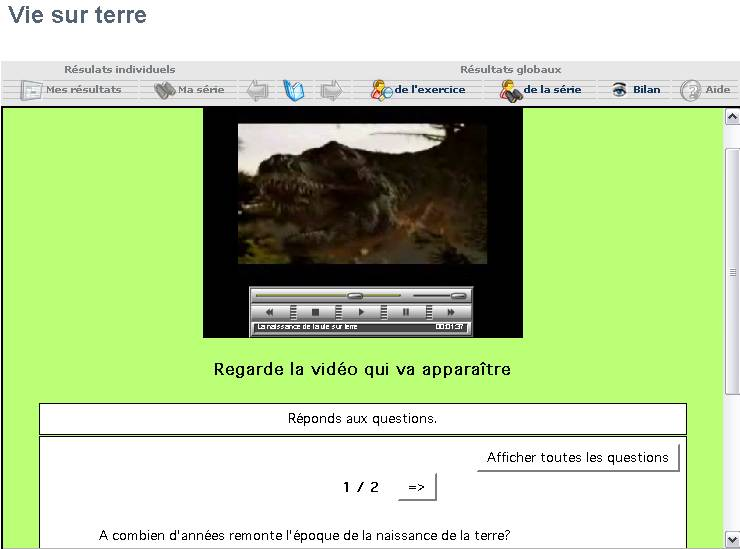 Vie sur terre
Résulats individuels
Résultats globaux
Mes résultats
Ma série
de l'exercice
de la série
Bilan
Aide
La naissance de la vie sur terre
00:01:37
Regarde la vidéo qui va apparaître
Réponds aux questions.
Afficher toutes les questions
1 / 2 =>
A combien d'années remonte l'époque de la naissance de la terre?